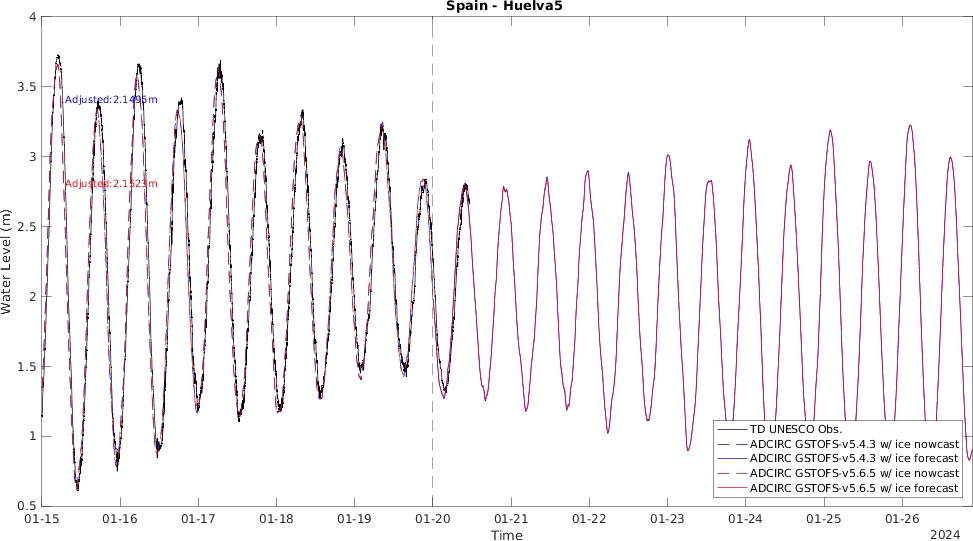 Spain - Huelva5
4
3.5
3
2.5
2
1.5
1
0.5
Water Level (m)
Adjusted:2.1495m
Adjusted:2.1523m
TD UNESCO Obs.
ADCIRC GSTOFS-v5.4.3 w/ ice nowcast
ADCIRC GSTOFS-v5.4.3 w/ ice forecast
ADCIRC GSTOFS-v5.6.5 w/ ice nowcast
ADCIRC GSTOFS-v5.6.5 w/ ice forecast
01-15 01-16 01-17 01-18 01-19 01-20 01-21 01-22 01-23 01-24 01-25 01-26
Time
2024